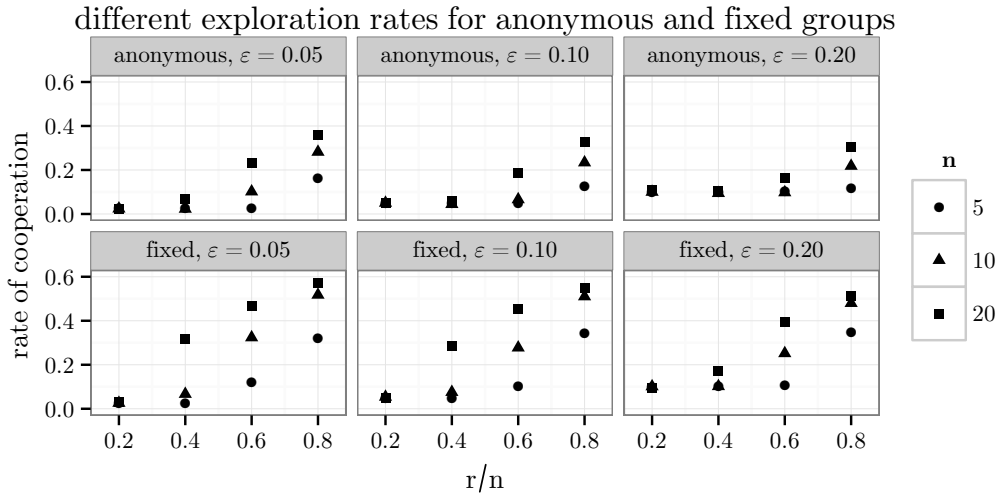 different exploration rates for anonymous and fixed groups
anonymous, ε = 0.05
anonymous, ε = 0.10
anonymous, ε = 0.20
0.6
0.4
0.2
0.0
fixed, ε = 0.05
fixed, ε = 0.10
fixed, ε = 0.20
0.6
0.4
0.2
0.0
rate of cooperation
0.2 0.4 0.6 0.8
0.2 0.4 0.6 0.8
0.2 0.4 0.6 0.8
r/n
n
5
10
20